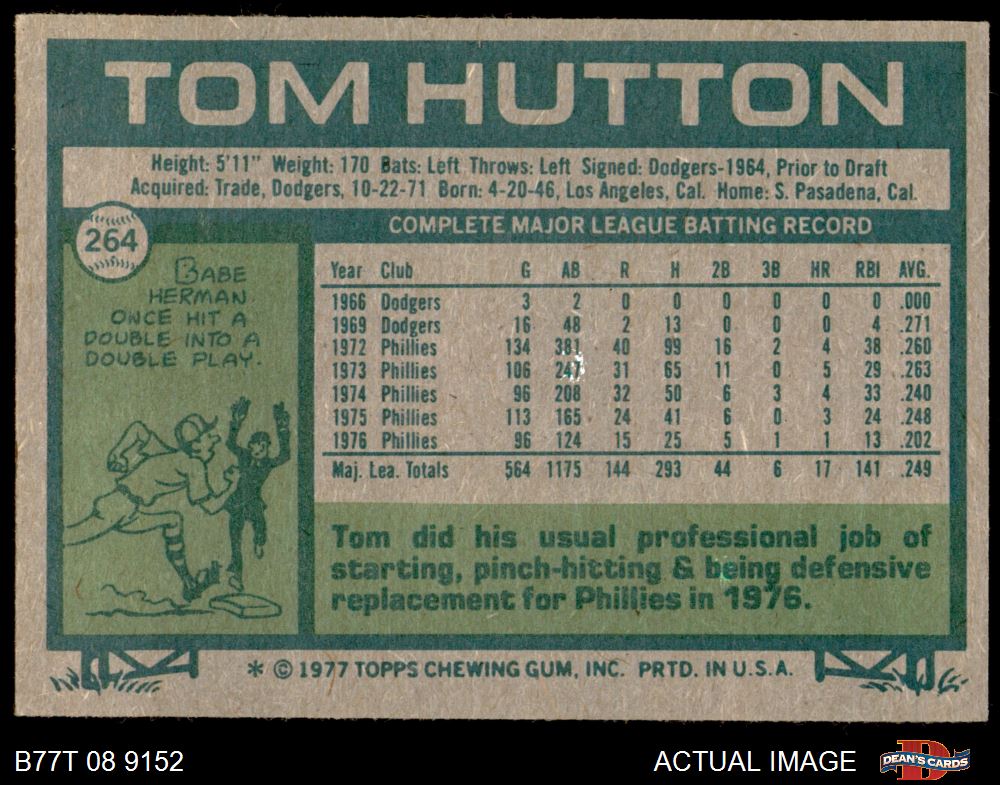 TOM HUTTON
Height: 5'11" Weight: 170 Bats: Left Throws: Left Signed: Dodgers-1964, Prior to Draft
Acquired: Trade, Dodgers, 10-22-71 Born: 4-20-46, Los Angeles, Cal. Home: S. Pasadena, Cal.
264
BABE
HERMAN
ONCE HIT A
DOUBLE INTO A
DOUBLE PLAY.
COMPLETE MAJOR LEAGUE BATTING RECORD
Year Club G AB R H 2B 3B HR RBI AVG.
1966 Dodgers 3 2 0 0 0 0 0 0 .000
1969 Dodgers 16 48 2 13 0 0 0 4 .271
1972 Phillies 134 381 40 99 16 2 4 38 .260
1973 Phillies 106 247 31 65 11 0 5 29 .263
1974 Phillies 96 208 32 50 6 3 4 33 .240
1975 Phillies 113 165 24 41 6 0 3 24 .248
1976 Phillies 96 124 15 25 5 1 1 13 .202
Maj. Lea. Totals 564 1175 144 293 44 6 17 141 .249
Tom did his usual professional job of
starting, pinch-hitting & being defensive
replacement for Phillies in 1976.
* © 1977 TOPPS CHEWING GUM, INC. PRTD. IN U.S.A.
B77T 08 9152
ACTUAL IMAGE
D
DEAN'S CARDS